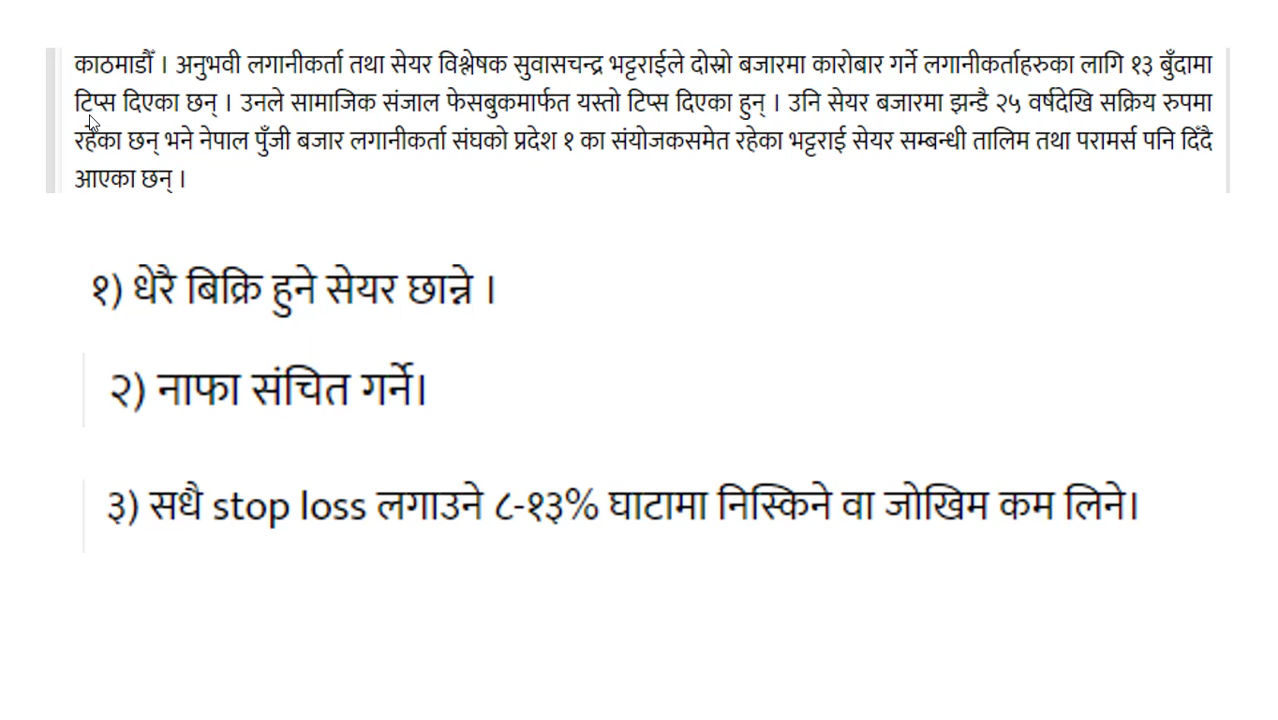 काठमाडौँ । अनुभवी लगानीकर्ता तथा सेयर विश्लेषक सुवासचन्द्र भट्टराईले दोस्रो बजारमा कारोबार गर्ने लगानीकर्ताहरुका लागि १३ बुँदामा
टिप्स दिएका छन् । उनले सामाजिक संजाल फेसबुकमार्फत यस्तो टिप्स दिएका हुन् । उनि सेयर बजारमा झन्डै २५ वर्षदेखि सक्रिय रुपमा
रहेका छन् भने नेपाल पुँजी बजार लगानीकर्ता संघको प्रदेश १ का संयोजकसमेत रहेका भट्टराई सेयर सम्बन्धी तालिम तथा परामर्स पनि दिँदै
आएका छन् ।
१) धेरै बिक्रि हुने सेयर छान्ने ।
२) नाफा संचित गर्ने।
३) सधै stop loss लगाउने ८-१३% घाटामा निस्किने वा जोखिम कम लिने।